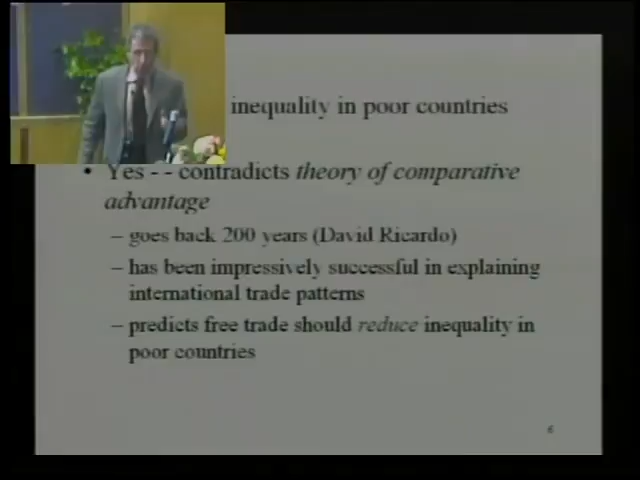 inequality in poor countries
• Yes - - contradicts theory of comparative
advantage
– goes back 200 years (David Ricardo)
– has been impressively successful in explaining
international trade patterns
– predicts free trade should reduce inequality in
poor countries
6